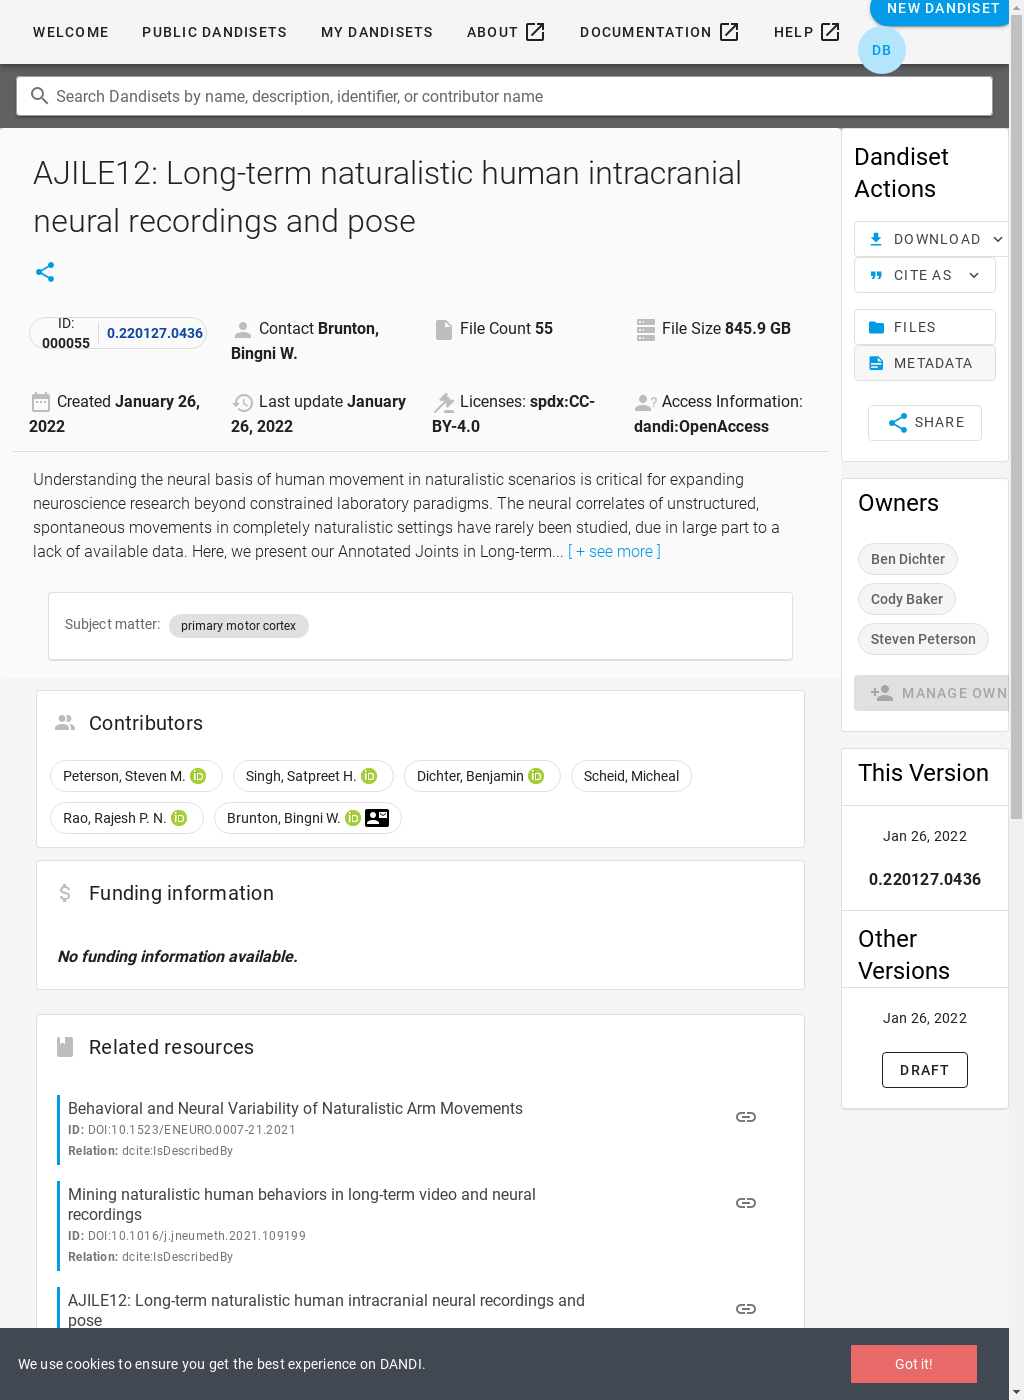 WELCOME PUBLIC DANDISETS MY DANDISETS ABOUT DOCUMENTATION HELP NEW DANDISET
DB
Search Dandisets by name, description, identifier, or contributor name
AJILE12: Long-term naturalistic human intracranial
neural recordings and pose
ID:
000055
0.220127.0436
Contact Brunton,
Bingni W.
File Count 55
File Size 845.9 GB
Created January 26,
2022
Last update January
26, 2022
Licenses: spdx:CC-
BY-4.0
Access Information:
dandi:OpenAccess
Understanding the neural basis of human movement in naturalistic scenarios is critical for expanding
neuroscience research beyond constrained laboratory paradigms. The neural correlates of unstructured,
spontaneous movements in completely naturalistic settings have rarely been studied, due in large part to a
lack of available data. Here, we present our Annotated Joints in Long-term... [ + see more ]
Subject matter: primary motor cortex
Contributors
Peterson, Steven M. iD Singh, Satpreet H. iD Dichter, Benjamin iD Scheid, Micheal
Rao, Rajesh P. N. iD Brunton, Bingni W. iD
Funding information
No funding information available.
Related resources
Behavioral and Neural Variability of Naturalistic Arm Movements
ID: DOI:10.1523/ENEURO.0007-21.2021
Relation: dcite:IsDescribedBy
Mining naturalistic human behaviors in long-term video and neural
recordings
ID: DOI:10.1016/j.jneumeth.2021.109199
Relation: dcite:IsDescribedBy
AJILE12: Long-term naturalistic human intracranial neural recordings and
pose
Dandiset
Actions
DOWNLOAD
CITE AS
FILES
METADATA
SHARE
Owners
Ben Dichter
Cody Baker
Steven Peterson
MANAGE OWN
This Version
Jan 26, 2022
0.220127.0436
Other
Versions
Jan 26, 2022
DRAFT
We use cookies to ensure you get the best experience on DANDI.
Got it!